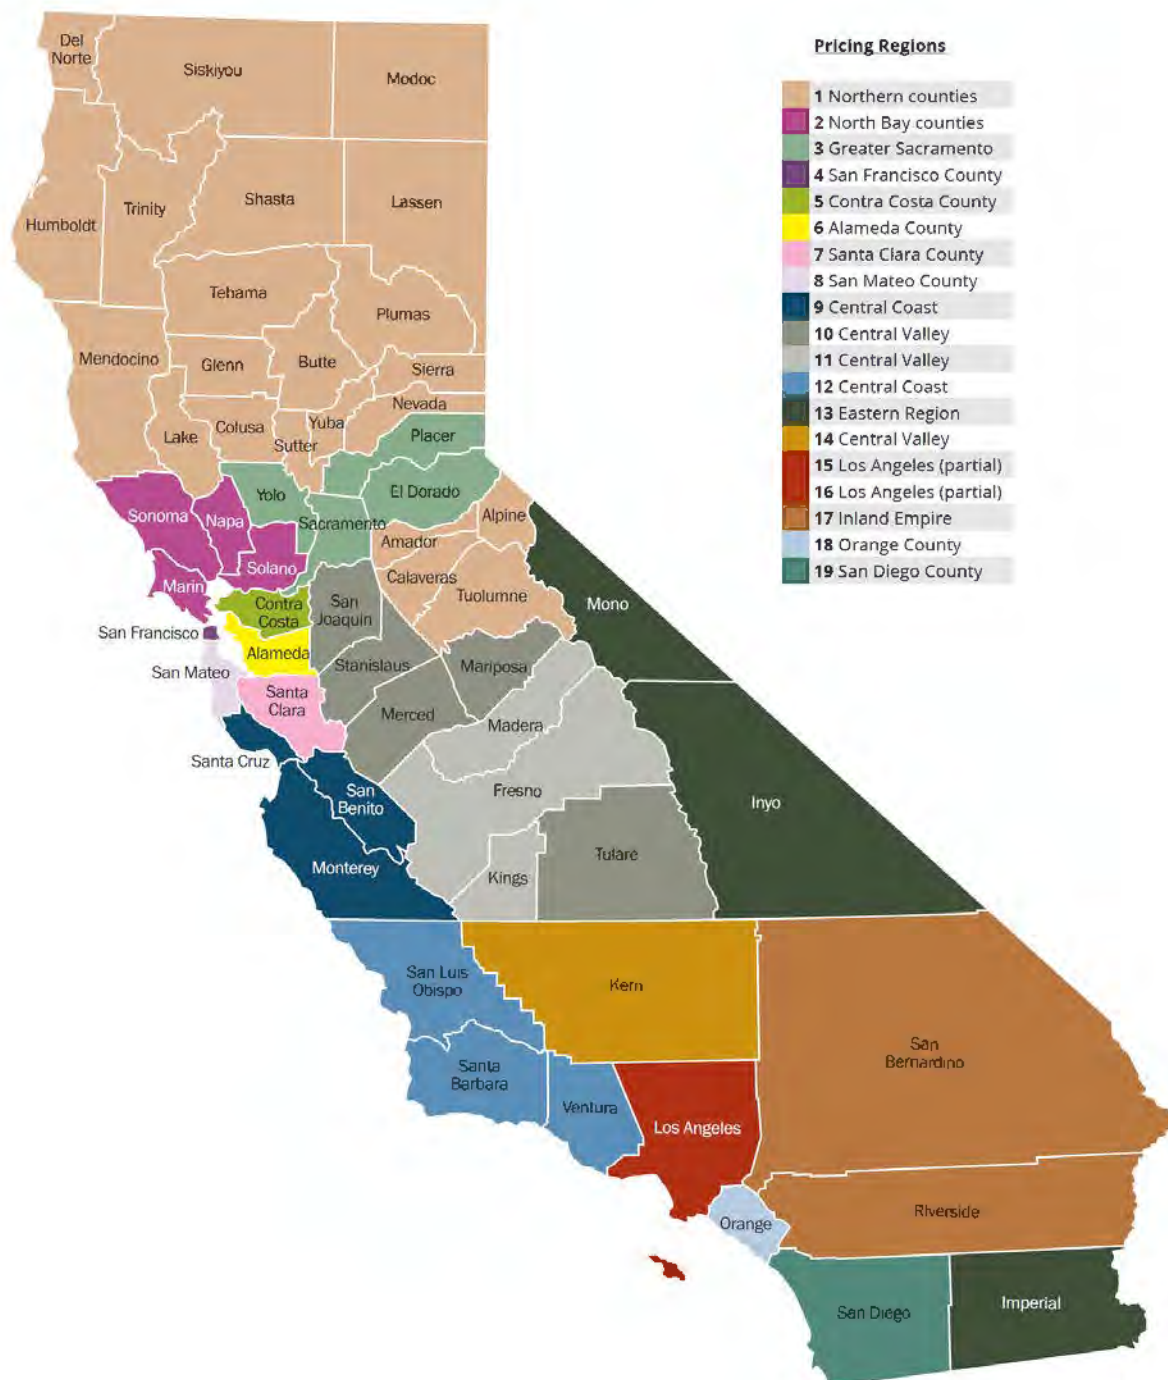 Pricing Regions
1 Northern counties
2 North Bay counties
3 Greater Sacramento
4 San Francisco County
5 Contra Costa County
6 Alameda County
7 Santa Clara County
8 San Mateo County
9 Central Coast
10 Central Valley
11 Central Valley
12 Central Coast
13 Eastern Region
14 Central Valley
15 Los Angeles (partial)
16 Los Angeles (partial)
17 Inland Empire
18 Orange County
19 San Diego County
Del
Norte
Siskiyou
Modoc
Humboldt
Trinity
Shasta
Lassen
Tehama
Plumas
Mendocino
Glenn
Butte
Sierra
Nevada
Lake
Colusa
Sutter
Yuba
Placer
Yolo
El Dorado
Sonoma
Napa
Sacramento
Alpine
Solano
Amador
Marin
Calaveras
Tuolumne
Contra
Costa
San
Joaquin
Mono
San Francisco
Alameda
Stanislaus
Mariposa
San Mateo
Santa
Clara
Merced
Madera
Santa Cruz
San
Benito
Fresno
Inyo
Monterey
Kings
Tulare
San Luis
Obispo
Kern
San
Bernardino
Santa
Barbara
Ventura
Los Angeles
Orange
Riverside
San Diego
Imperial